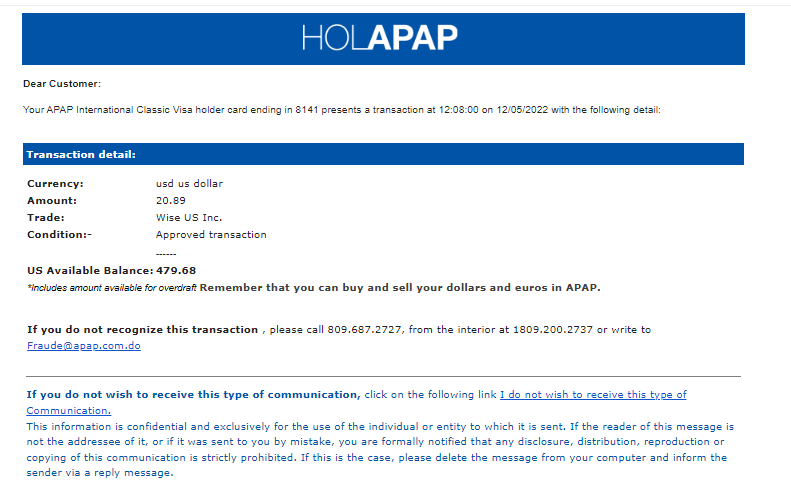 HOLAPAP
Dear Customer:
Your APAP International Classic Visa holder card ending in 8141 presents a transaction at 12:08:00 on 12/05/2022 with the following detail:
Transaction detail:
Currency: usd us dollar
Amount: 20.89
Trade: Wise US Inc.
Condition:- Approved transaction
------
US Available Balance: 479.68
*Includes amount available for overdraft Remember that you can buy and sell your dollars and euros in APAP.
If you do not recognize this transaction , please call 809.687.2727, from the interior at 1809.200.2737 or write to
Fraude@apap.com.do
If you do not wish to receive this type of communication, click on the following link I do not wish to receive this type of
Communication.
This information is confidential and exclusively for the use of the individual or entity to which it is sent. If the reader of this message is
not the addressee of it, or if it was sent to you by mistake, you are formally notified that any disclosure, distribution, reproduction or
copying of this communication is strictly prohibited. If this is the case, please delete the message from your computer and inform the
sender via a reply message.